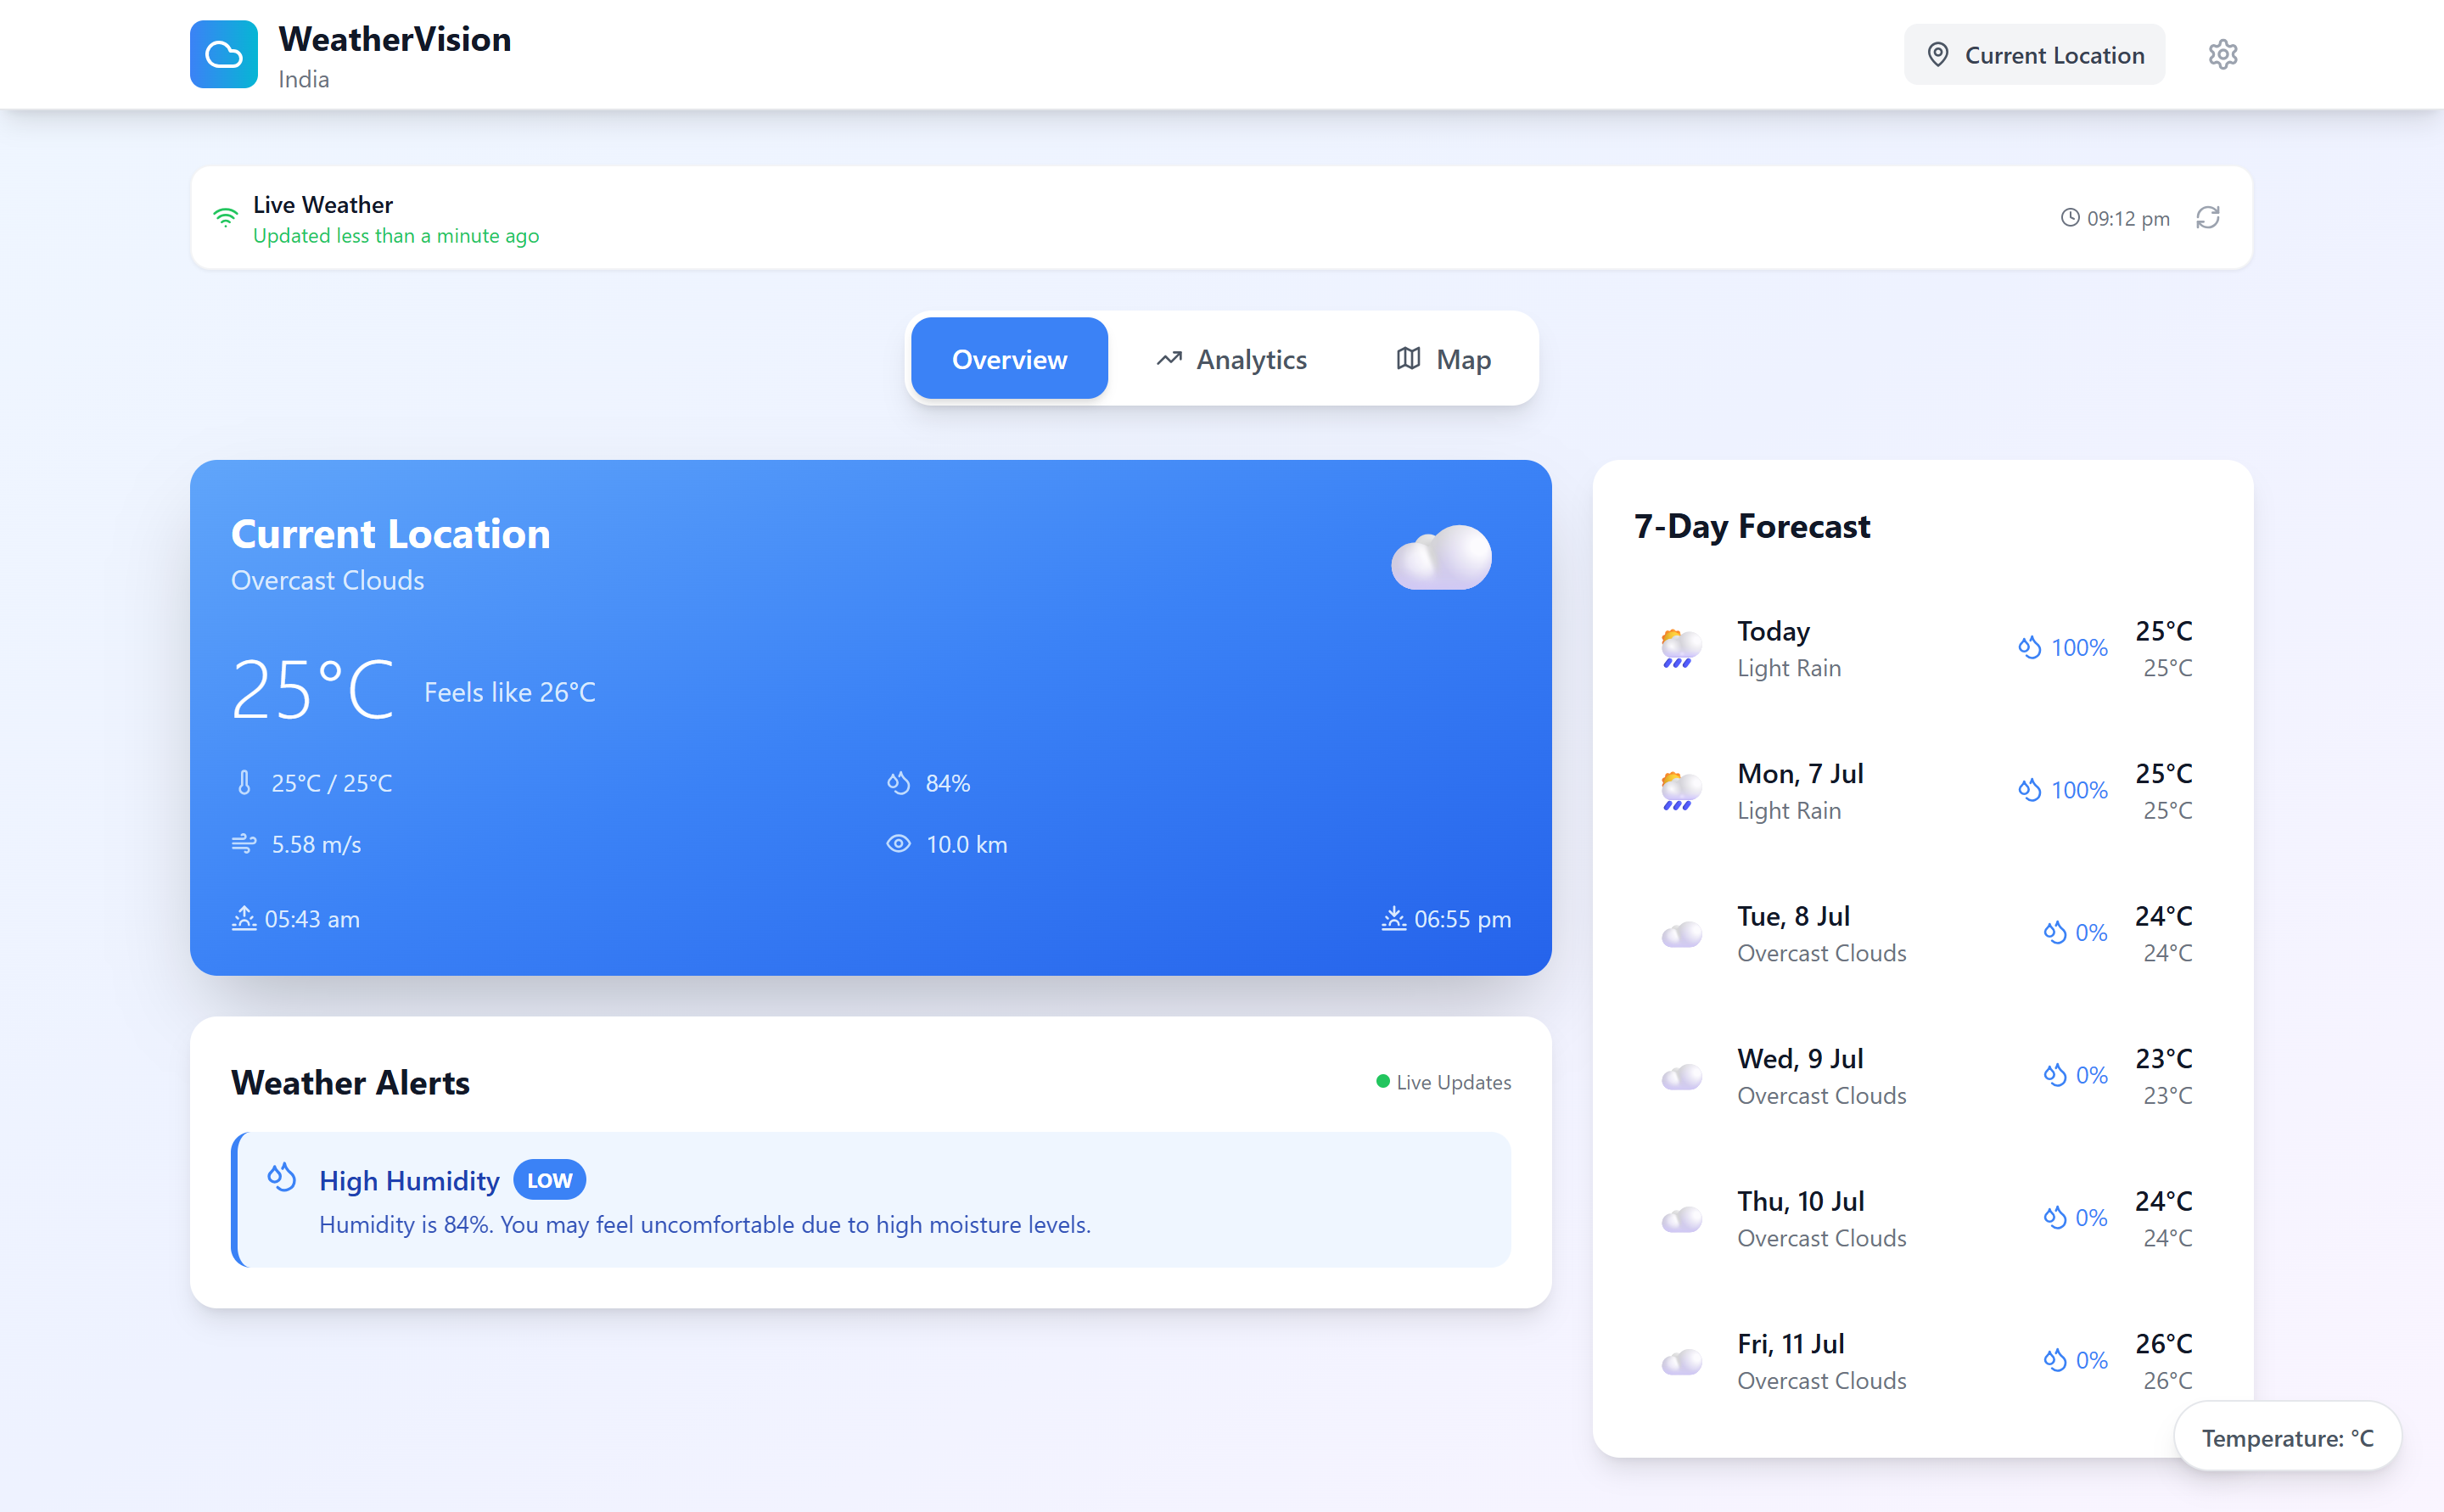 WeatherVision
India
Current Location
Live Weather
Updated less than a minute ago
09:12 pm
Overview
Analytics
Map
Current Location
Overcast Clouds
25°C
Feels like 26°C
25°C / 25°C
84%
5.58 m/s
10.0 km
05:43 am
06:55 pm
Weather Alerts
Live Updates
High Humidity LOW
Humidity is 84%. You may feel uncomfortable due to high moisture levels.
7-Day Forecast
Today
Light Rain
100%
25°C
25°C
Mon, 7 Jul
Light Rain
100%
25°C
25°C
Tue, 8 Jul
Overcast Clouds
0%
24°C
24°C
Wed, 9 Jul
Overcast Clouds
0%
23°C
23°C
Thu, 10 Jul
Overcast Clouds
0%
24°C
24°C
Fri, 11 Jul
Overcast Clouds
0%
26°C
26°C
Temperature: °C